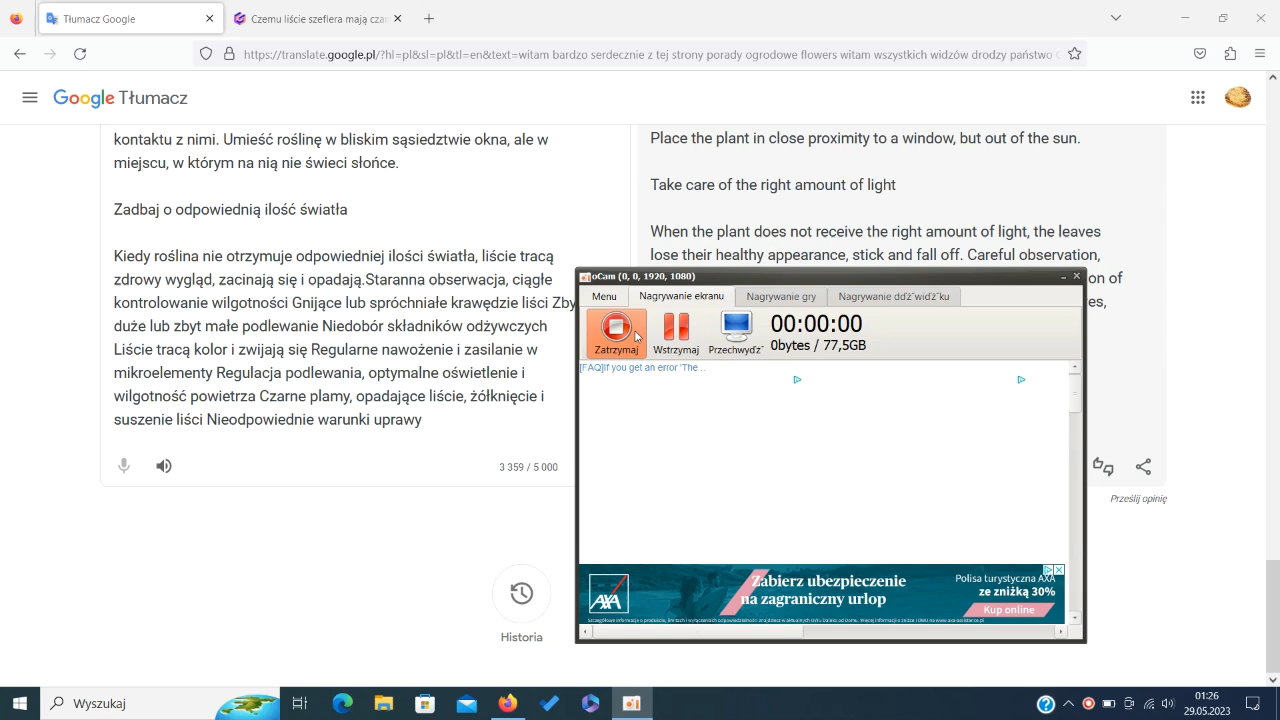 Tłumacz Google
Czemu liście szeflera mają czar
https://translate.google.pl/?hl=pl&sl=pl&tl=en&text=witam bardzo serdecznie z tej strony porady ogrodowe flowers witam wszystkich widzów drodzy państwo
Google Tłumacz
kontaktu z nimi. Umieść roślinę w bliskim sąsiedztwie okna, ale w
miejscu, w którym na nią nie świeci słońce.
Zadbaj o odpowiednią ilość światła
Kiedy roślina nie otrzymuje odpowiedniej ilości światła, liście tracą
zdrowy wygląd, zacinają się i opadają.Staranna obserwacja, ciągłe
kontrolowanie wilgotności Gnijące lub spróchniałe krawędzie liści Zby
duże lub zbyt małe podlewanie Niedobór składników odżywczych
Liście tracą kolor i zwijają się Regularne nawożenie i zasilanie w
mikroelementy Regulacja podlewania, optymalne oświetlenie i
wilgotność powietrza Czarne plamy, opadające liście, żółknięcie i
suszenie liści Nieodpowiednie warunki uprawy
3 359 / 5 000
Place the plant in close proximity to a window, but out of the sun.
Take care of the right amount of light
When the plant does not receive the right amount of light, the leaves
lose their healthy appearance, stick and fall off. Careful observation,
on of
es,
Prześlij opinię
Historia
oCam (0, 0, 1920, 1080)
Menu
Nagrywanie ekranu
Nagrywanie gry
Nagrywanie dďż˝wiďż˝ku
Zatrzymaj
Wstrzymaj
Przechwyďż˝
00:00:00
0bytes / 77,5GB
[FAQ]If you get an error 'The ..
AXA
Zabierz ubezpieczenie
na zagraniczny urlop
Polisa turystyczna AXA
ze zniżką 30%
Kup online
Wyszukaj
01:26
29.05.2023